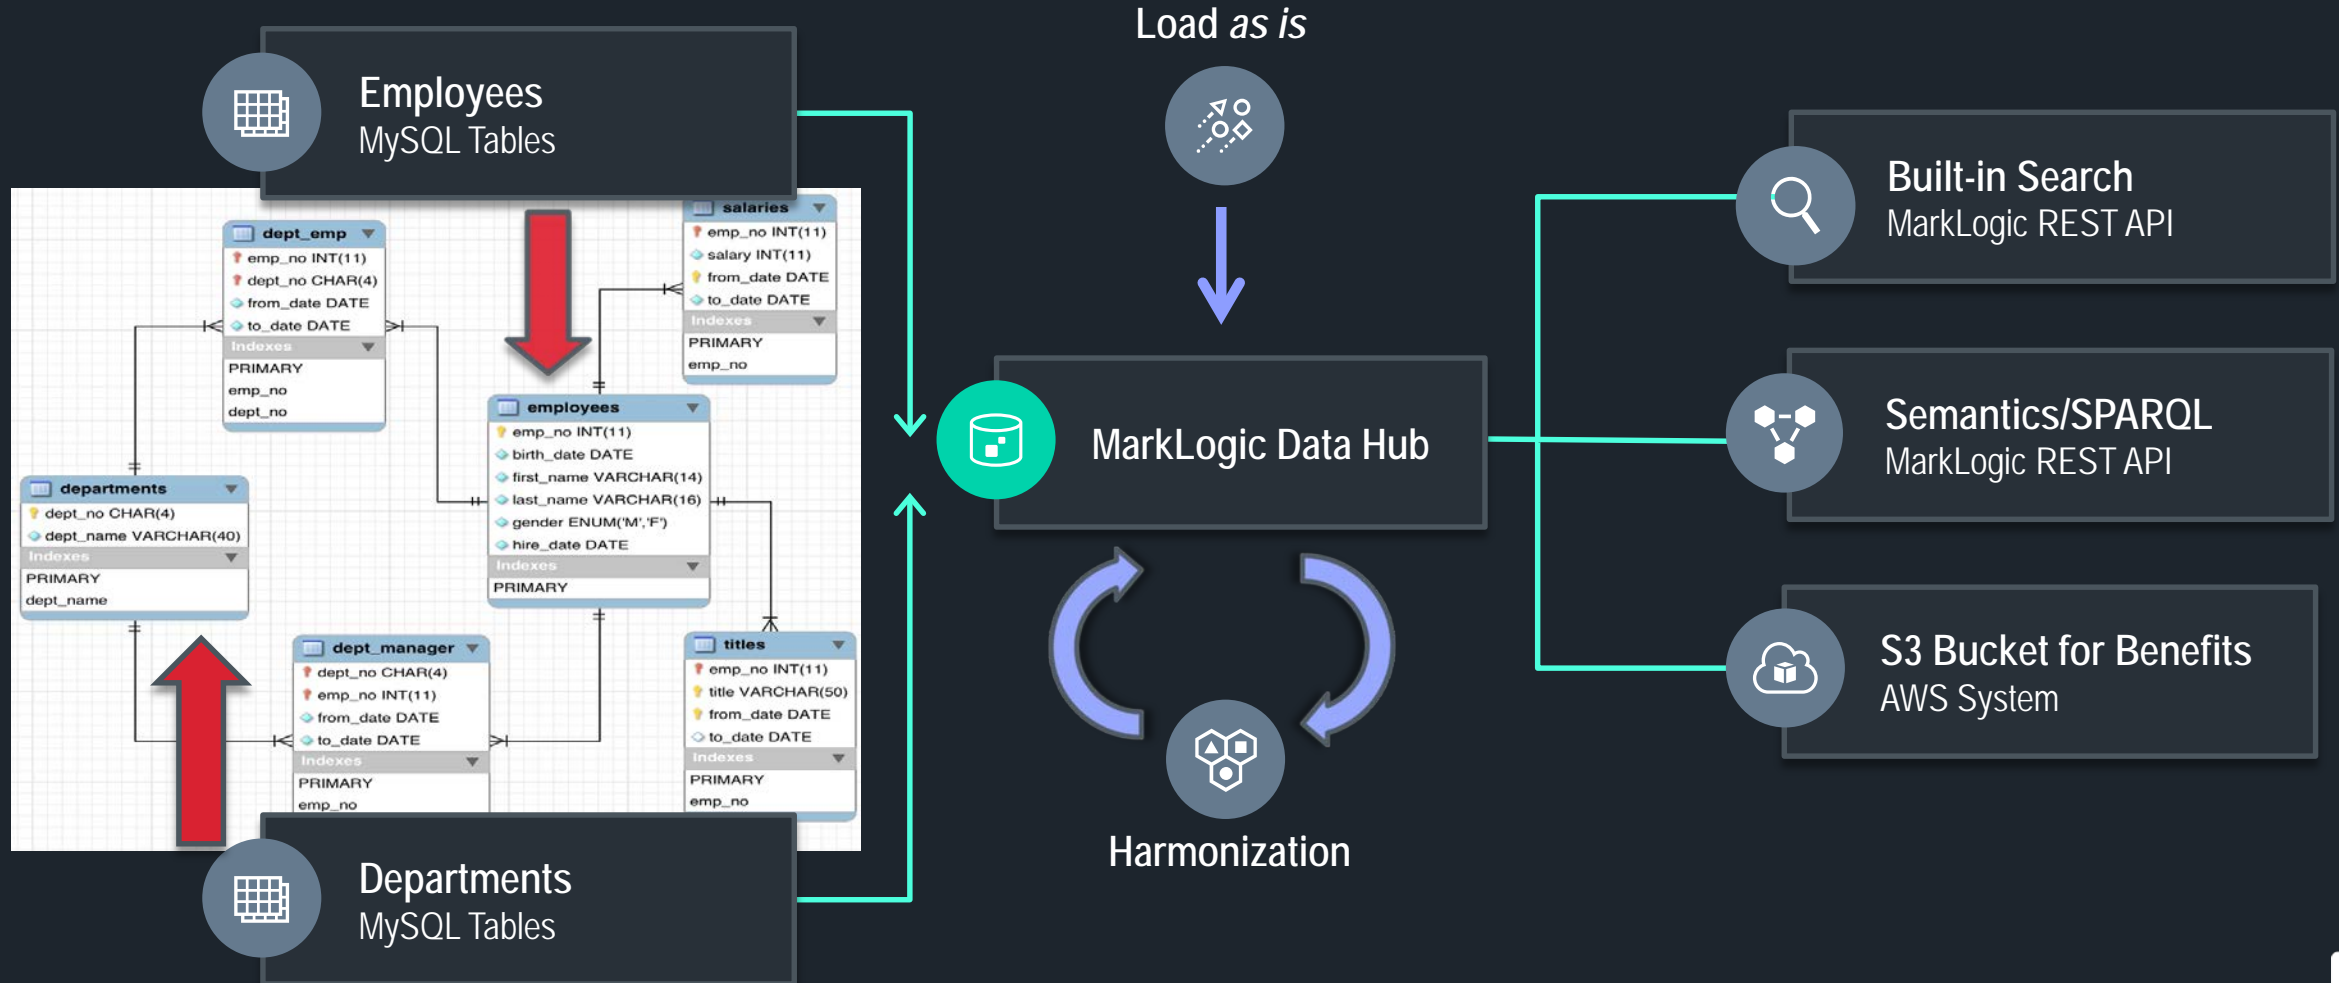 Load as is
Employees
MySQL Tables
dept_emp
emp_no INT(11)
dept_no CHAR(4)
from_date DATE
to_date DATE
Indexes
PRIMARY
emp_no
dept_no
salaries
emp_no INT(11)
salary INT(11)
from_date DATE
to_date DATE
Indexes
PRIMARY
emp_no
departments
dept_no CHAR(4)
dept_name VARCHAR(40)
Indexes
PRIMARY
dept_name
employees
emp_no INT(11)
birth_date DATE
first_name VARCHAR(14)
last_name VARCHAR(16)
gender ENUM('M','F')
hire_date DATE
Indexes
PRIMARY
dept_manager
dept_no CHAR(4)
emp_no INT(11)
from_date DATE
to_date DATE
Indexes
PRIMARY
emp_no
titles
emp_no INT(11)
title VARCHAR(50)
from_date DATE
to_date DATE
Indexes
PRIMARY
emp_no
Departments
MySQL Tables
MarkLogic Data Hub
Harmonization
Built-in Search
MarkLogic REST API
Semantics/SPARQL
MarkLogic REST API
S3 Bucket for Benefits
AWS System